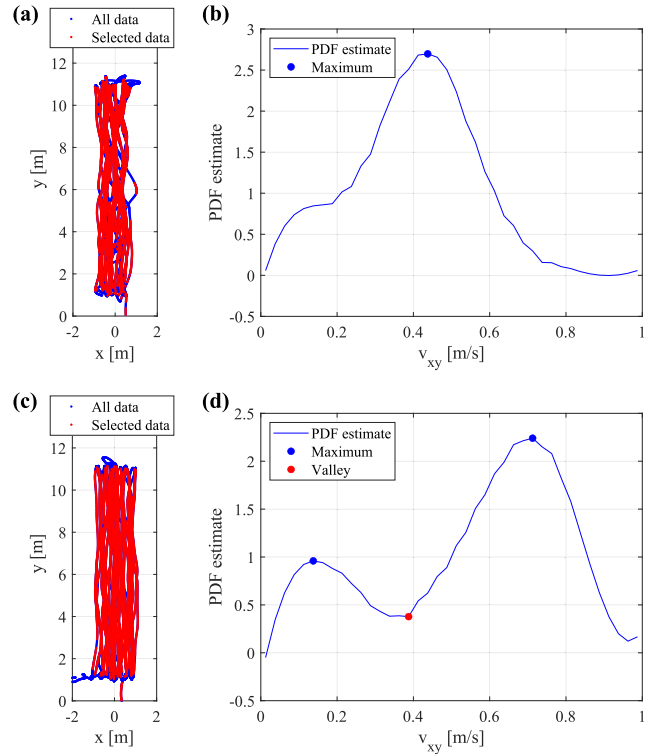 (a)
All data
Selected data
12
10
8
6
4
2
0
y [m]
-2
0
2
x [m]
(b)
PDF estimate
Maximum
3
2.5
2
1.5
1
0.5
0
-0.5
PDF estimate
0
0.2
0.4
0.6
0.8
1
v_xy [m/s]
(c)
All data
Selected data
12
10
8
6
4
2
0
y [m]
-2
0
2
x [m]
(d)
PDF estimate
Maximum
Valley
2.5
2
1.5
1
0.5
0
-0.5
PDF estimate
0
0.2
0.4
0.6
0.8
1
v_xy [m/s]